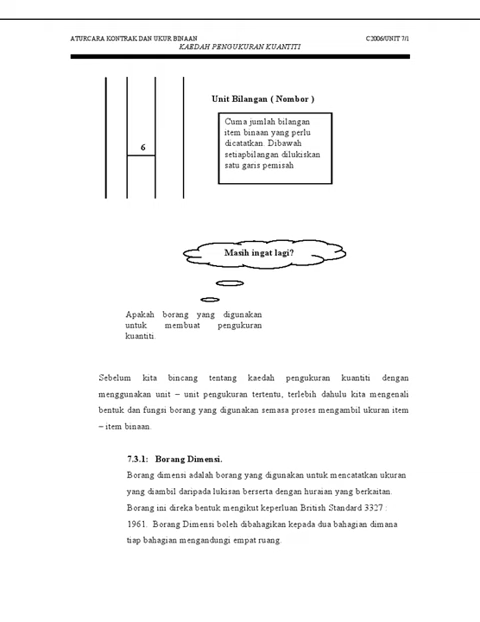 ATURCARA KONTRAK DAN UKUR BINAAN C2006/UNIT 7/1
KAEDAH PENGUKURAN KUANTITI
Unit Bilangan ( Nombor )
Cuma jumlah bilangan
item binaan yang perlu
dicatatkan. Dibawah
setiapbilangan dilukiskan
satu garis pemisah
6
Masih ingat lagi?
Apakah borang yang digunakan
untuk membuat pengukuran
kuantiti.
Sebelum kita bincang tentang kaedah pengukuran kuantiti dengan
menggunakan unit – unit pengukuran tertentu, terlebih dahulu kita mengenali
bentuk dan fungsi borang yang digunakan semasa proses mengambil ukuran item
– item binaan.
7.3.1: Borang Dimensi.
Borang dimensi adalah borang yang digunakan untuk mencatatkan ukuran
yang diambil daripada lukisan berserta dengan huraian yang berkaitan.
Borang ini direka bentuk mengikut keperluan British Standard 3327 :
1961. Borang Dimensi boleh dibahagikan kepada dua bahagian dimana
tiap bahagian mengandungi empat ruang.